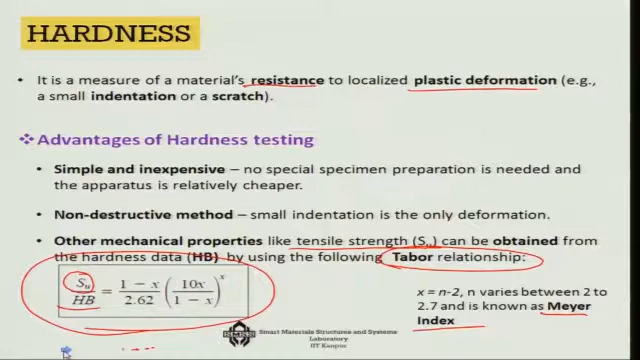 HARDNESS
• It is a measure of a material's resistance to localized plastic deformation (e.g.,
a small indentation or a scratch).
❖Advantages of Hardness testing
• Simple and inexpensive – no special specimen preparation is needed and
the apparatus is relatively cheaper.
• Non-destructive method – small indentation is the only deformation.
• Other mechanical properties like tensile strength (Su) can be obtained from
the hardness data (HB) by using the following Tabor relationship:
Su/HB = (1 − x)/2.62 (10x/(1 − x))^x
x = n-2, n varies between 2 to
2.7 and is known as Meyer
Index
Smart Materials Structures and Systems
Laboratory
IIT Kanpur